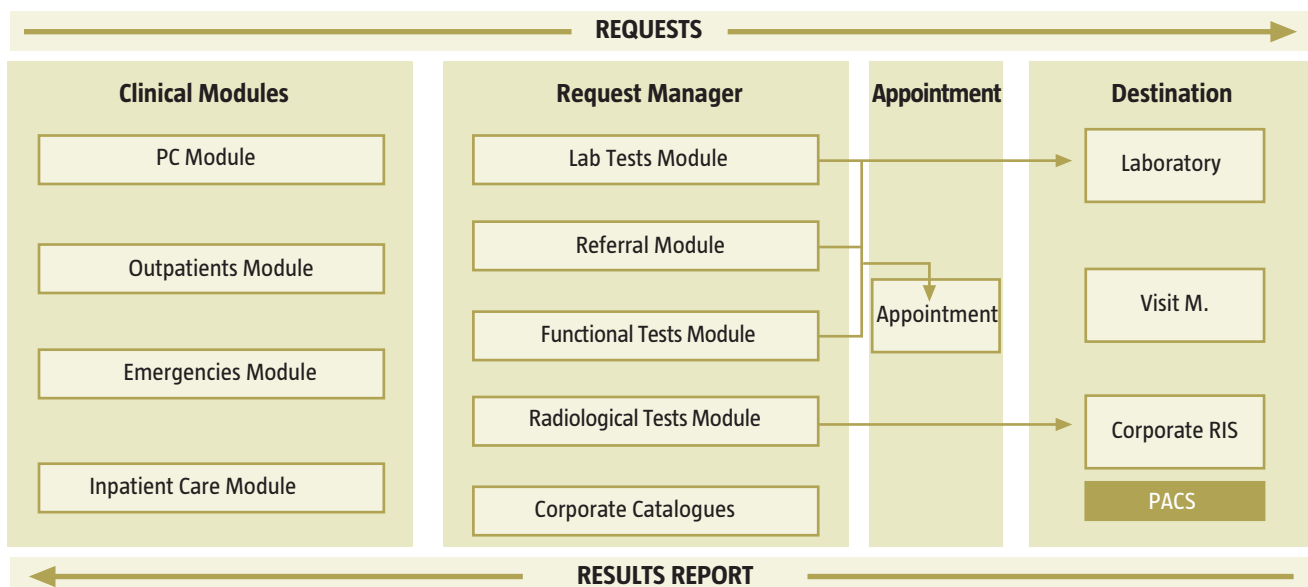 REQUESTS
Clinical Modules
PC Module
Outpatients Module
Emergencies Module
Inpatient Care Module
Request Manager
Lab Tests Module
Referral Module
Functional Tests Module
Radiological Tests Module
Corporate Catalogues
Appointment
Appointment
Destination
Laboratory
Visit M.
Corporate RIS
PACS
RESULTS REPORT